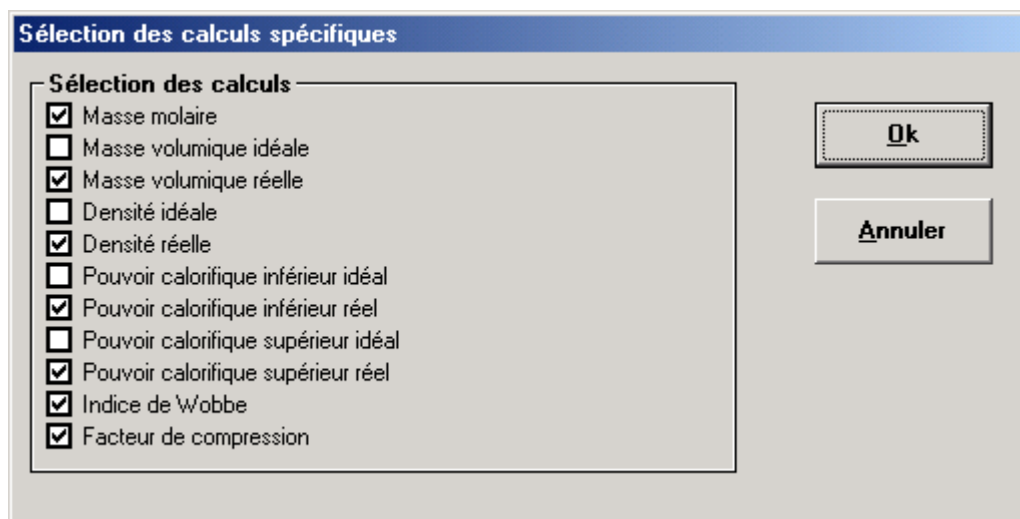 Sélection des calculs spécifiques
Sélection des calculs
Masse molaire
Masse volumique idéale
Masse volumique réelle
Densité idéale
Densité réelle
Pouvoir calorifique inférieur idéal
Pouvoir calorifique inférieur réel
Pouvoir calorifique supérieur idéal
Pouvoir calorifique supérieur réel
Indice de Wobbe
Facteur de compression
Ok
Annuler